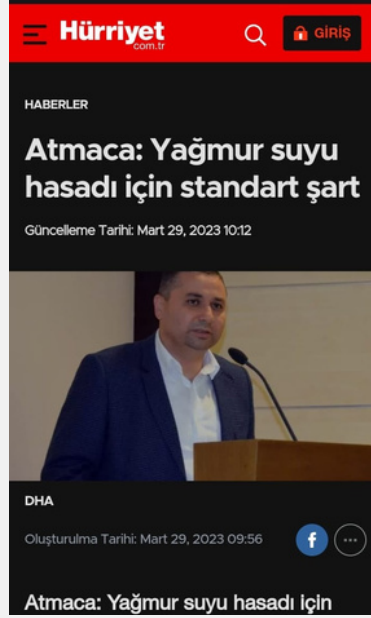 Hürriyet
com.tr
GİRİŞ
HABERLER
Atmaca: Yağmur suyu
hasadı için standart şart
Güncelleme Tarihi: Mart 29, 2023 10:12
DHA
Oluşturulma Tarihi: Mart 29, 2023 09:56
f
Atmaca: Yağmur suyu hasadı için